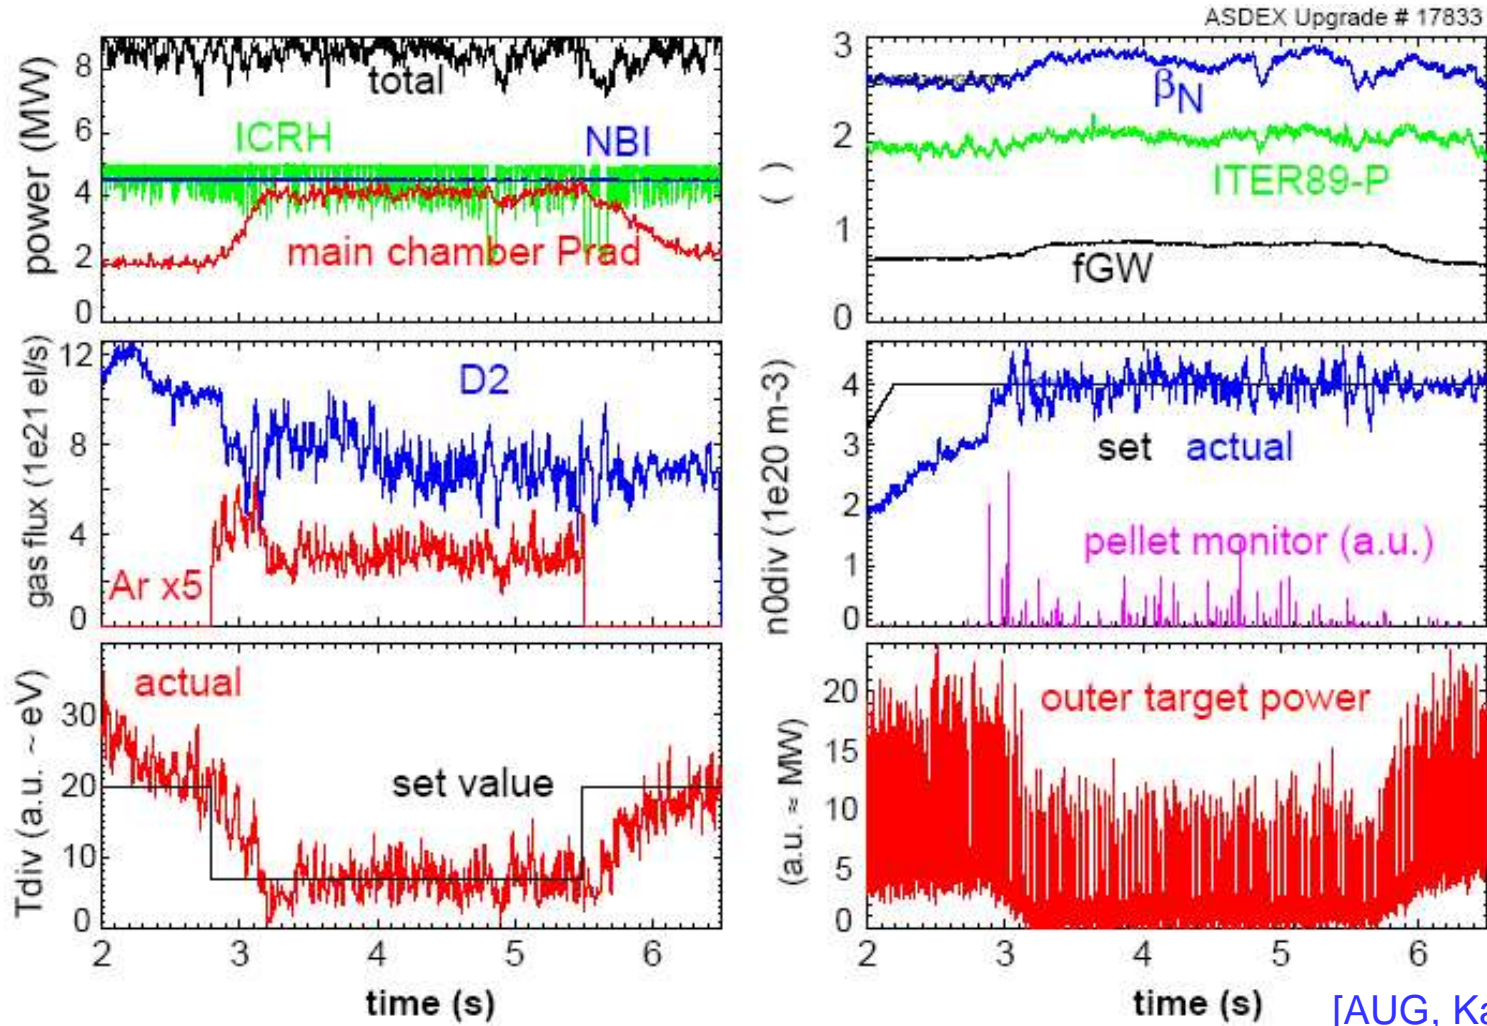 ASDEX Upgrade # 17833
power (MW)
8
6
4
2
0
total
ICRH
NBI
main chamber Prad
( )
3
2
1
0
βN
ITER89-P
fGW
gas flux (1e21 el/s)
12
8
4
0
D2
Ar x5
n0div (1e20 m-3)
4
3
2
1
0
set actual
pellet monitor (a.u.)
Tdiv (a.u. ~ eV)
30
20
10
0
actual
set value
2 3 4 5 6
time (s)
(a.u. ≈ MW)
20
15
10
5
0
outer target power
2 3 4 5 6
time (s)
[AUG, Ka